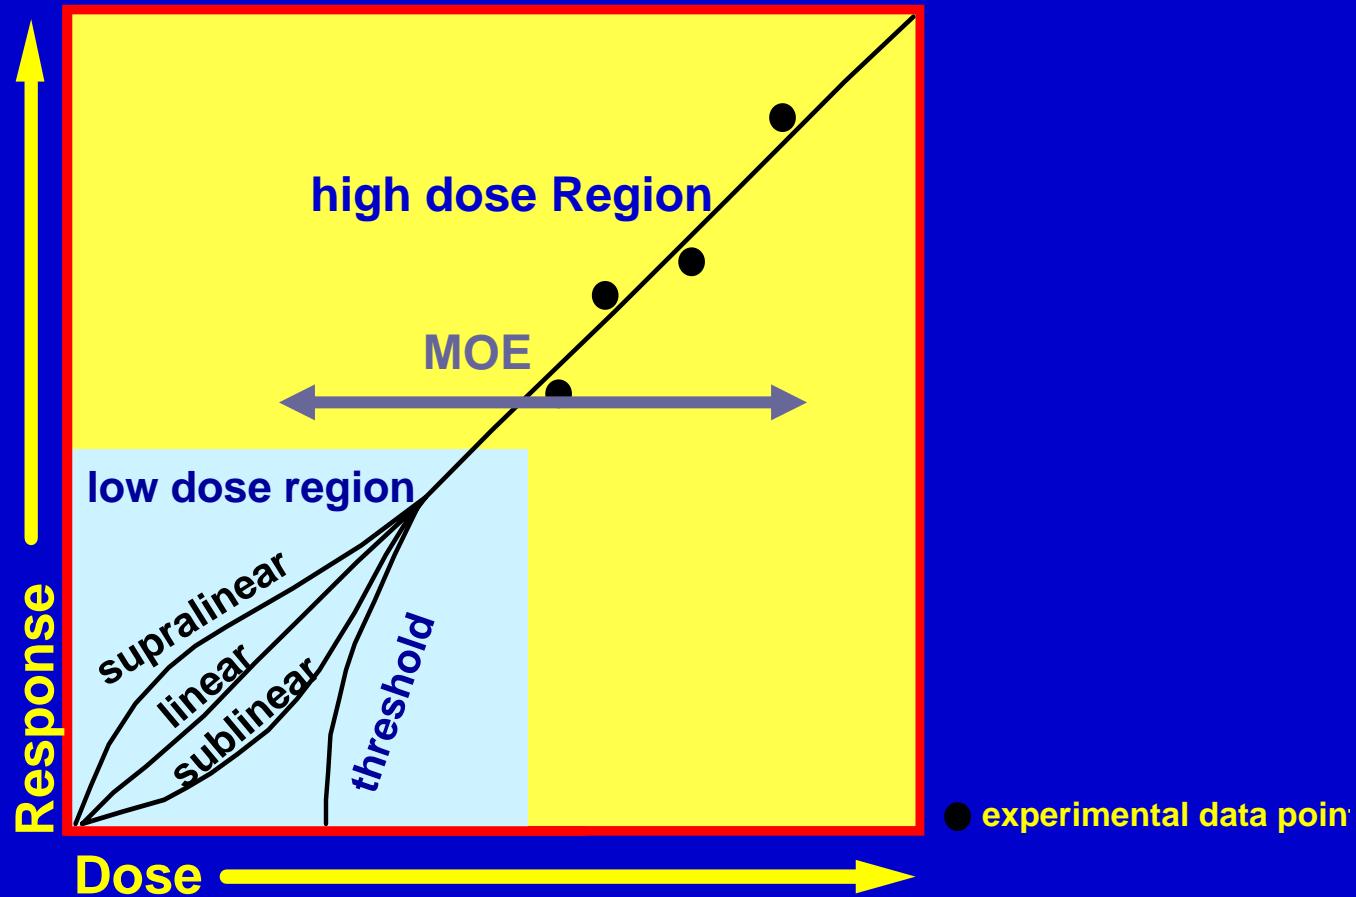 high dose Region
MOE
low dose region
supralinear
linear
sublinear
threshold
Response
Dose
experimental data poin